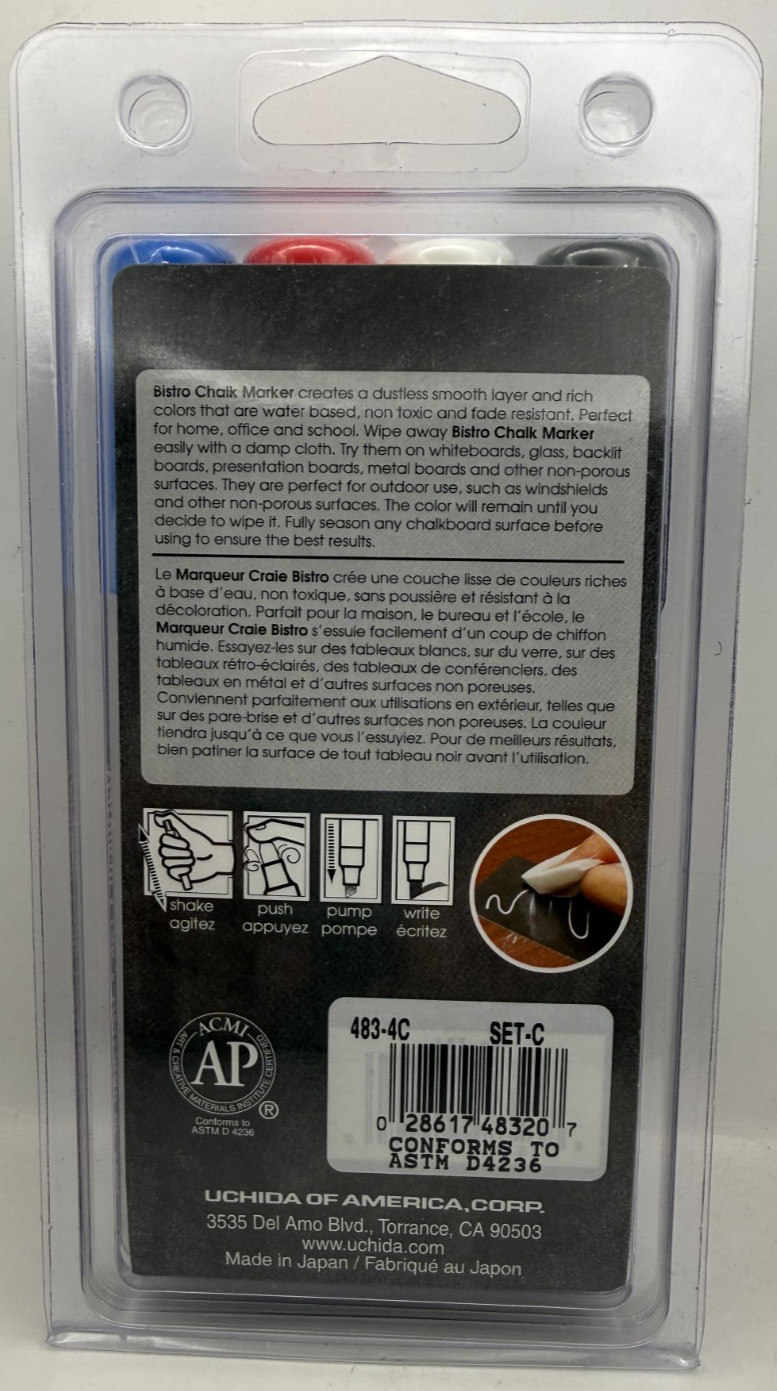 Bistro Chalk Marker creates a dustless smooth layer and rich
colors that are water based, non toxic and fade resistant. Perfect
for home, office and school. Wipe away Bistro Chalk Marker
easily with a damp cloth. Try them on whiteboards, glass, backlit
boards, presentation boards, metal boards and other non-porous
surfaces. They are perfect for outdoor use, such as windshields
and other non-porous surfaces. The color will remain until you
decide to wipe it. Fully season any chalkboard surface before
using to ensure the best results.
Le Marqueur Craie Bistro crée une couche lisse de couleurs riches
à base d'eau, non toxique, sans poussière et résistant à la
décoloration. Parfait pour la maison, le bureau et l'école, le
Marqueur Craie Bistro s'essuie facilement d'un coup de chiffon
humide. Essayez-les sur des tableaux blancs, sur du verre, sur des
tableaux rétro-éclairés, des tableaux de conférenciers, des
tableaux en métal et d'autres surfaces non poreuses.
Conviennent parfaitement aux utilisations en extérieur, telles que
sur des pare-brise et d'autres surfaces non poreuses. La couleur
tiendra jusqu'à ce que vous l'essuyiez. Pour de meilleurs résultats,
bien patiner la surface de tout tableau noir avant l'utilisation.
shake push pump write
agitez appuyez pompe écritez
ACMI
AP
ART & CREATIVE MATERIALS INSTITUTE CERTIFIED
®
Conforms to
ASTM D 4236
483-4C SET-C
0 28617 48320 7
CONFORMS TO
ASTM D4236
UCHIDA OF AMERICA, CORP.
3535 Del Amo Blvd., Torrance, CA 90503
www.uchida.com
Made in Japan / Fabriqué au Japon